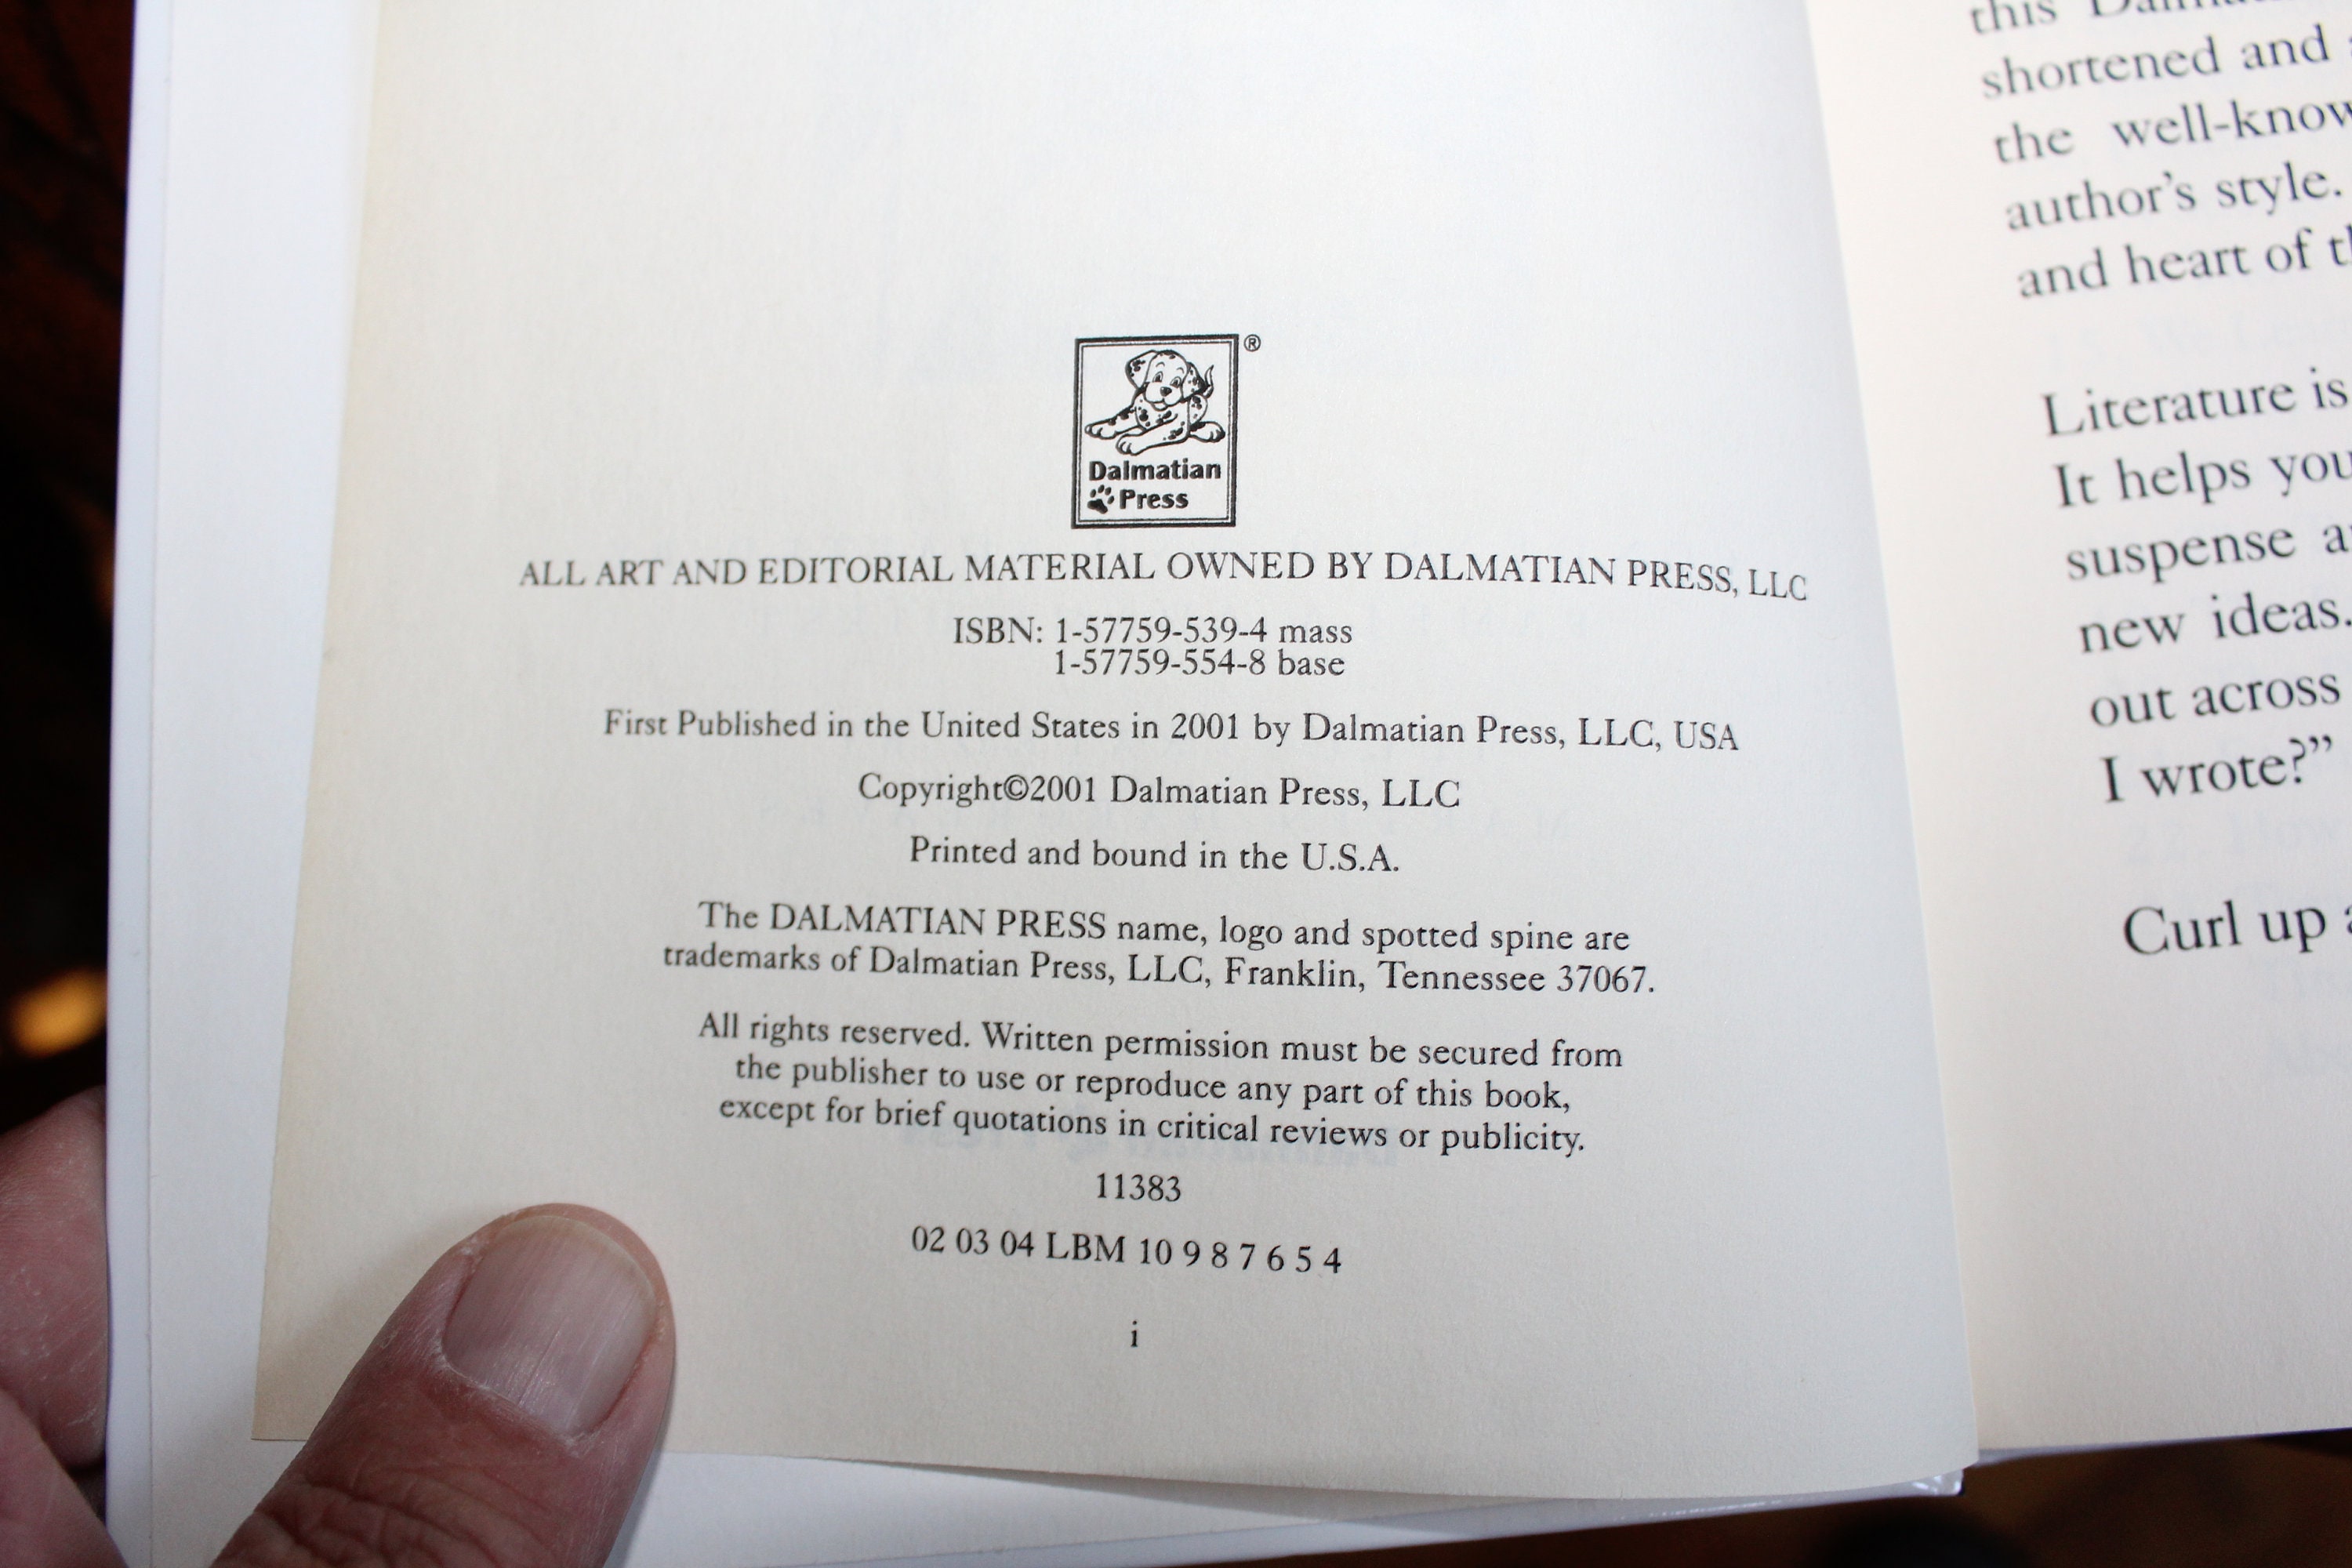 ®
Dalmatian
Press
ALL ART AND EDITORIAL MATERIAL OWNED BY DALMATIAN PRESS, LLC
ISBN: 1-57759-539-4 mass
1-57759-554-8 base
First Published in the United States in 2001 by Dalmatian Press, LLC, USA
Copyright©2001 Dalmatian Press, LLC
Printed and bound in the U.S.A.
The DALMATIAN PRESS name, logo and spotted spine are
trademarks of Dalmatian Press, LLC, Franklin, Tennessee 37067.
All rights reserved. Written permission must be secured from
the publisher to use or reproduce any part of this book,
except for brief quotations in critical reviews or publicity.
11383
02 03 04 LBM 10 9 8 7 6 5 4
i
this
shortened and
the well-know
author's style.
and heart of
Literature is
It helps you
suspense
new ideas.
out across
I wrote?”
Curl up